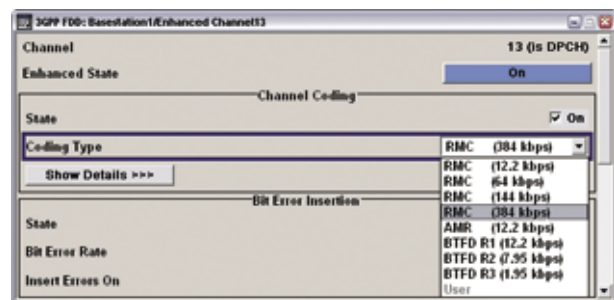 3GPP FDD: Basestation1/Enhanced Channel13
Channel 13 (is DPCH)
Enhanced State On
Channel Coding
State On
Coding Type RMC (384 kbps)
Show Details >>>
RMC (12.2 kbps)
RMC (64 kbps)
RMC (144 kbps)
RMC (384 kbps)
AMR (12.2 kbps)
BTFD R1 (12.2 kbps)
BTFD R2 (7.95 kbps)
BTFD R3 (1.95 kbps)
User
Bit Error Insertion
State
Bit Error Rate
Insert Errors On